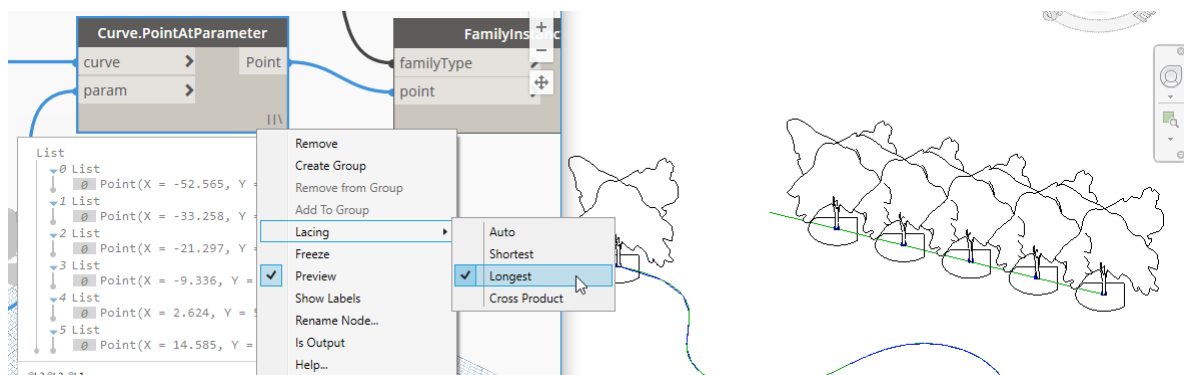 Curve.PointAtParameter
curve
>
Point
param
>
|||
FamilyInstanc
familyType
point
+
−
List
0 List
0 Point(X = -52.565, Y =
1 List
0 Point(X = -33.258, Y =
2 List
0 Point(X = -21.297, Y =
3 List
0 Point(X = -9.336, Y =
4 List
0 Point(X = 2.624, Y = 5
5 List
0 Point(X = 14.585, Y =
Remove
Create Group
Remove from Group
Add To Group
Lacing
Freeze
Preview
Show Labels
Rename Node...
Is Output
Help...
Auto
Shortest
Longest
Cross Product